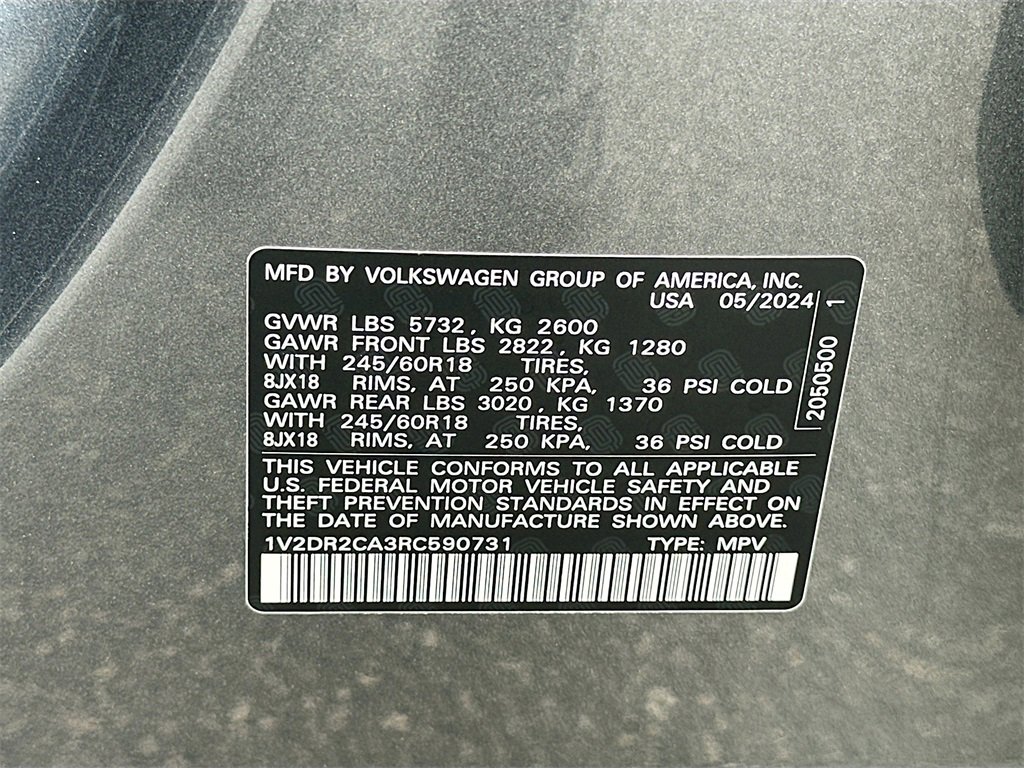 MFD BY VOLKSWAGEN GROUP OF AMERICA, INC.
USA 05/2024
GVWR LBS 5732, KG 2600
GAWR FRONT LBS 2822, KG 1280
WITH 245/60R18 TIRES,
8JX18 RIMS, AT 250 KPA, 36 PSI COLD
GAWR REAR LBS 3020, KG 1370
WITH 245/60R18 TIRES,
8JX18 RIMS, AT 250 KPA, 36 PSI COLD
2050500 1
THIS VEHICLE CONFORMS TO ALL APPLICABLE
U.S. FEDERAL MOTOR VEHICLE SAFETY AND
THEFT PREVENTION STANDARDS IN EFFECT ON
THE DATE OF MANUFACTURE SHOWN ABOVE.
1V2DR2CA3RC590731 TYPE: MPV